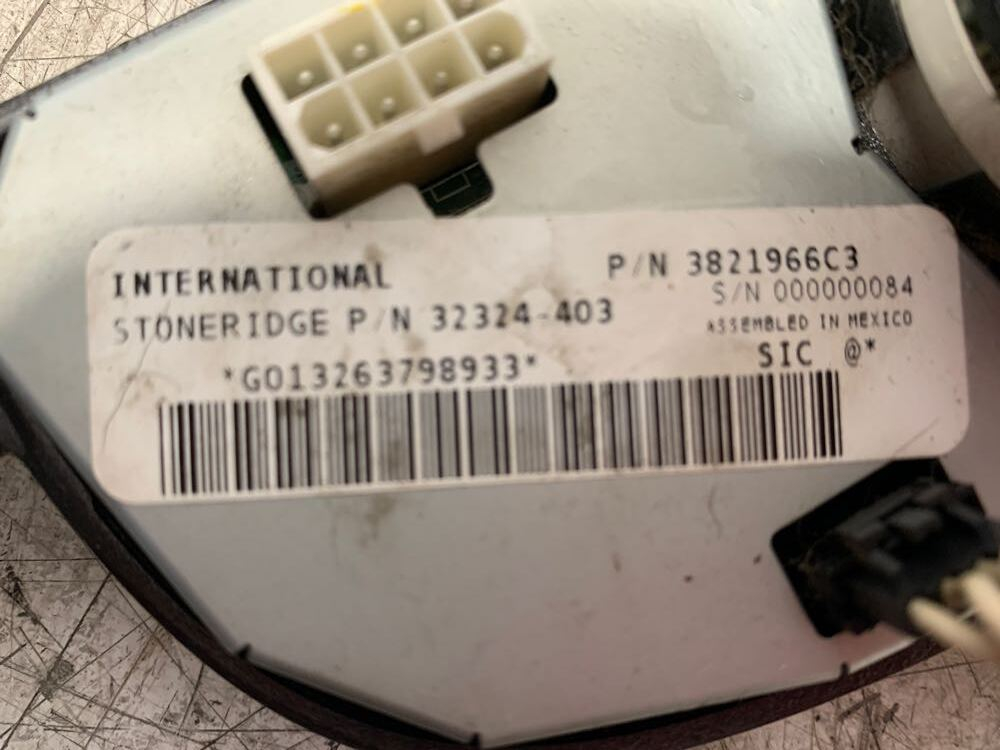 INTERNATIONAL
P/N 3821966C3
S/N 000000084
STONERIDGE P/N 32324-403
ASSEMBLED IN MEXICO
SIC @*
*G013263798933*